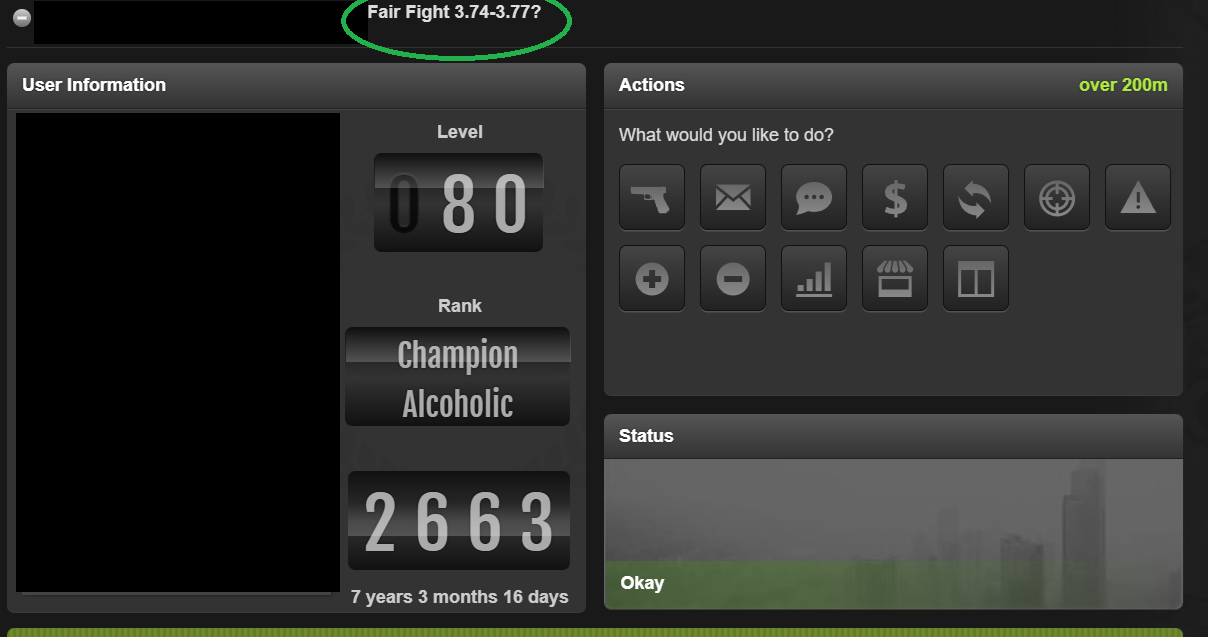 Fair Fight 3.74-3.77?
User Information
Level
080
Rank
Champion
Alcoholic
2663
7 years 3 months 16 days
Actions
over 200m
What would you like to do?
$
Status
Okay